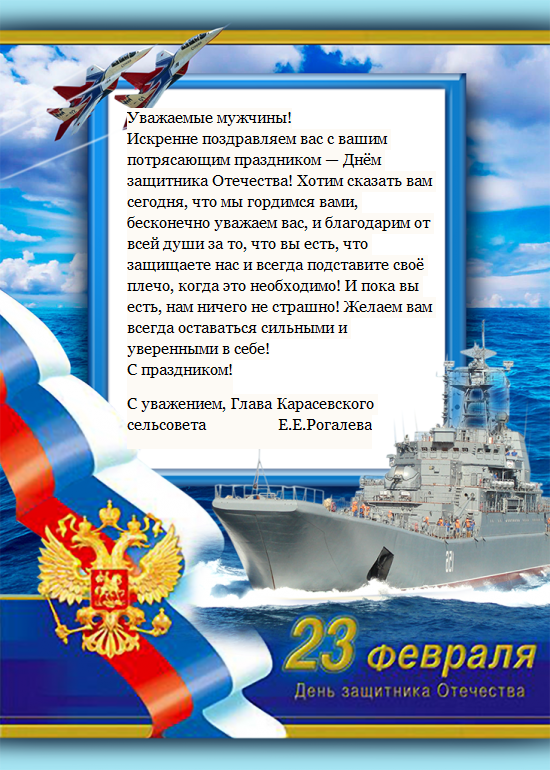 Уважаемые мужчины!
Искренне поздравляем вас с вашим
потрясающим праздником — Днём
защитника Отечества! Хотим сказать вам
сегодня, что мы гордимся вами,
бесконечно уважаем вас, и благодарим от
всей души за то, что вы есть, что
защищаете нас и всегда подставите своё
плечо, когда это необходимо! И пока вы
есть, нам ничего не страшно! Желаем вам
всегда оставаться сильными и
уверенными в себе!
С праздником!
С уважением, Глава Карасевского
сельсовета Е.Е.Рогалева
121
23 февраля
День защитника Отечества